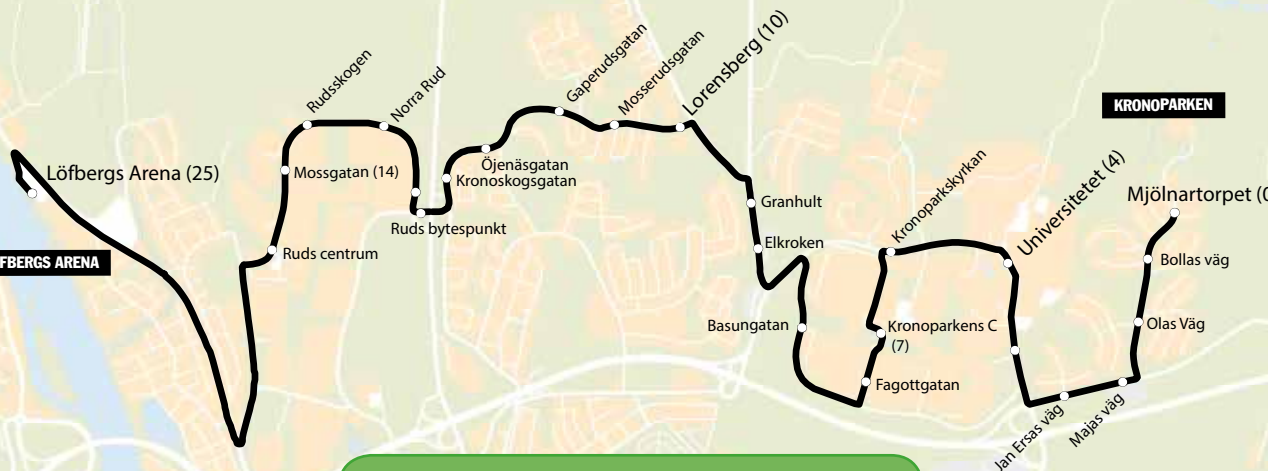 Löfbergs Arena (25)
FBERGS ARENA
Ruds centrum
Mossgatan (14)
Rudsskogen
Norra Rud
Ruds bytespunkt
Kronoskogsgatan
Öjenäsgatan
Gaperudsgatan
Mosserudsgatan
Lorensberg (10)
Granhult
Elkroken
Basungatan
Fagottgatan
Kronoparkens C
(7)
Kronoparkskyrkan
Universitetet (4)
Jan Ersas väg
Majas väg
Olas Väg
Bollas väg
Mjölnartorpet (0
KRONOPARKEN